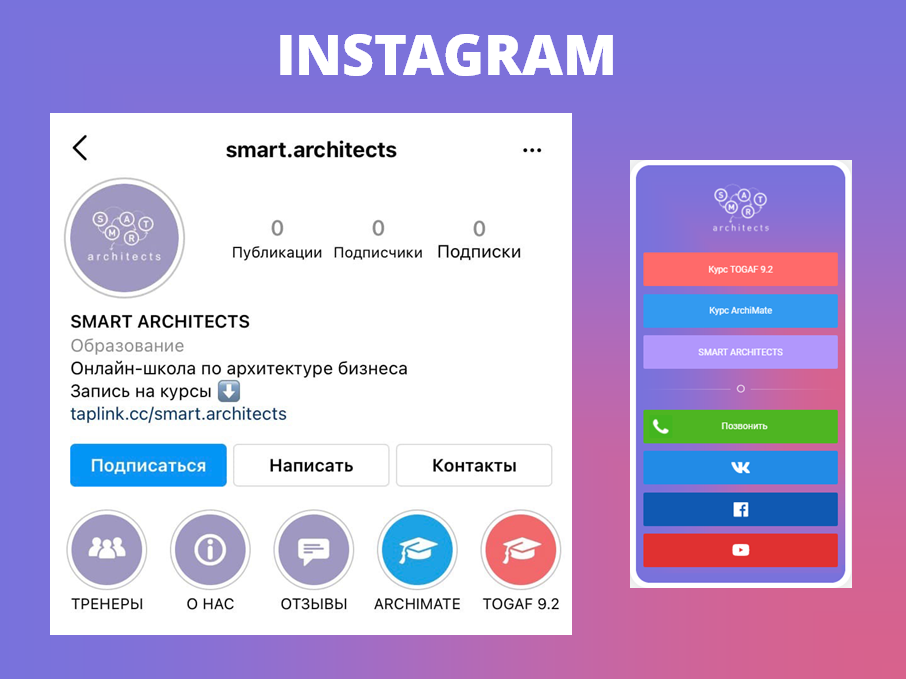 INSTAGRAM
smart.architects
SMART
architects
0
Публикации
0
Подписчики
0
Подписки
SMART ARCHITECTS
Образование
Онлайн-школа по архитектуре бизнеса
Запись на курсы
taplink.cc/smart.architects
Подписаться
Написать
Контакты
ТРЕНЕРЫ
О НАС
ОТЗЫВЫ
ARCHIMATE
TOGAF 9.2
SMART
architects
Курс TOGAF 9.2
Курс ArchiMate
SMART ARCHITECTS
Позвонить